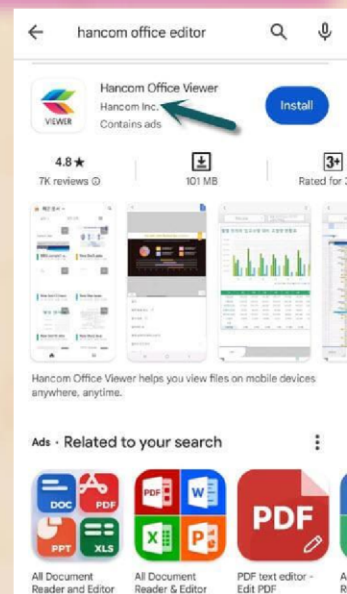 hancom office editor
Hancom Office Viewer
Hancom Inc.
Contains ads
Install
VIEWER
4.8★
7K reviews
101 MB
3+
Rated for
Hancom Office Viewer helps you view files on mobile devices
anywhere, anytime.
Ads · Related to your search
DOC PDF
PPT XLS
PDF W
X P
PDF
All Document
Reader and Editor
All Document
Reader & Editor
PDF text editor -
Edit PDF